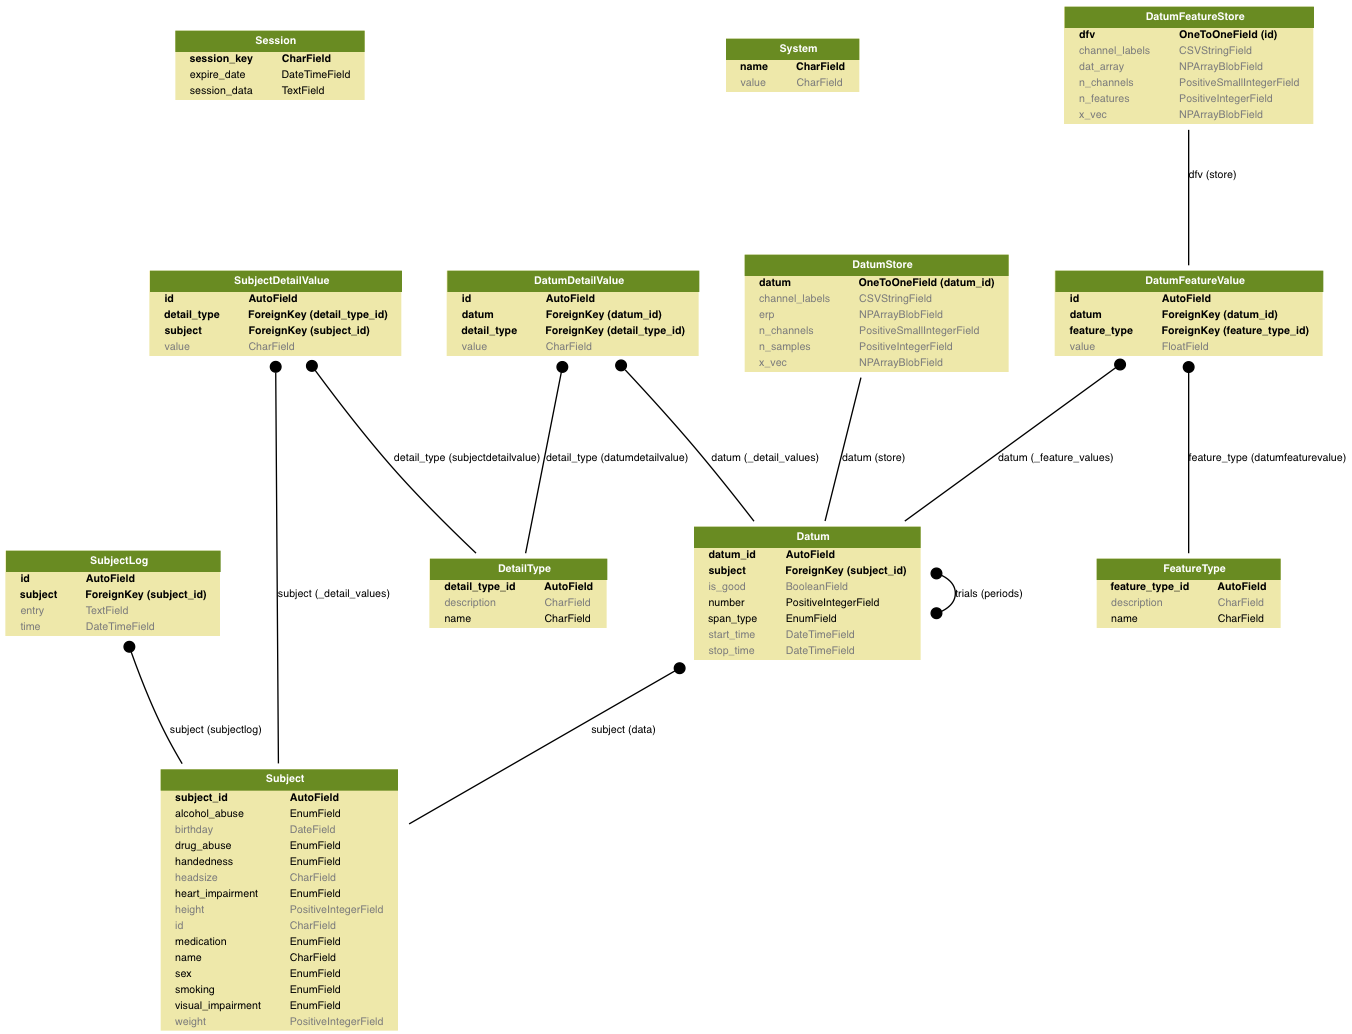 Session
session_key CharField
expire_date DateTimeField
session_data TextField
System
name CharField
value CharField
DatumFeatureStore
dfv OneToOneField (id)
channel_labels CSVStringField
dat_array NPArrayBlobField
n_channels PositiveSmallIntegerField
n_features PositiveIntegerField
x_vec NPArrayBlobField
dfv (store)
SubjectDetailValue
id AutoField
detail_type ForeignKey (detail_type_id)
subject ForeignKey (subject_id)
value CharField
DatumDetailValue
id AutoField
datum ForeignKey (datum_id)
detail_type ForeignKey (detail_type_id)
value CharField
DatumStore
datum OneToOneField (datum_id)
channel_labels CSVStringField
erp NPArrayBlobField
n_channels PositiveSmallIntegerField
n_samples PositiveIntegerField
x_vec NPArrayBlobField
DatumFeatureValue
id AutoField
datum ForeignKey (datum_id)
feature_type ForeignKey (feature_type_id)
value FloatField
detail_type (subjectdetailvalue)
detail_type (datumdetailvalue)
datum (_detail_values)
datum (store)
datum (_feature_values)
feature_type (datumfeaturevalue)
SubjectLog
id AutoField
subject ForeignKey (subject_id)
entry TextField
time DateTimeField
subject (_detail_values)
DetailType
detail_type_id AutoField
description CharField
name CharField
Datum
datum_id AutoField
subject ForeignKey (subject_id)
is_good BooleanField
number PositiveIntegerField
span_type EnumField
start_time DateTimeField
stop_time DateTimeField
trials (periods)
FeatureType
feature_type_id AutoField
description CharField
name CharField
subject (subjectlog)
subject (data)
Subject
subject_id AutoField
alcohol_abuse EnumField
birthday DateField
drug_abuse EnumField
handedness EnumField
headsize CharField
heart_impairment EnumField
height PositiveIntegerField
id CharField
medication EnumField
name CharField
sex EnumField
smoking EnumField
visual_impairment EnumField
weight PositiveIntegerField